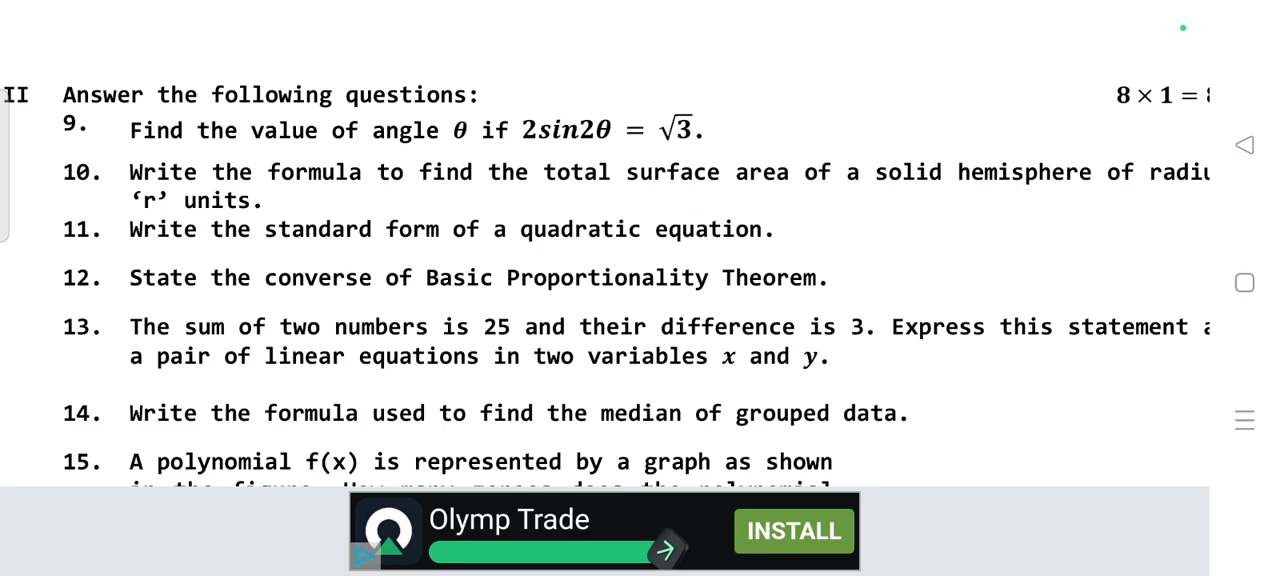 II Answer the following questions: 8 × 1 =
9. Find the value of angle θ if 2sin2θ = √3.
10. Write the formula to find the total surface area of a solid hemisphere of
‘r’ units.
11. Write the standard form of a quadratic equation.
12. State the converse of Basic Proportionality Theorem.
13. The sum of two numbers is 25 and their difference is 3. Express this statement
a pair of linear equations in two variables x and y.
14. Write the formula used to find the median of grouped data.
15. A polynomial f(x) is represented by a graph as shown
Olymp Trade
INSTALL